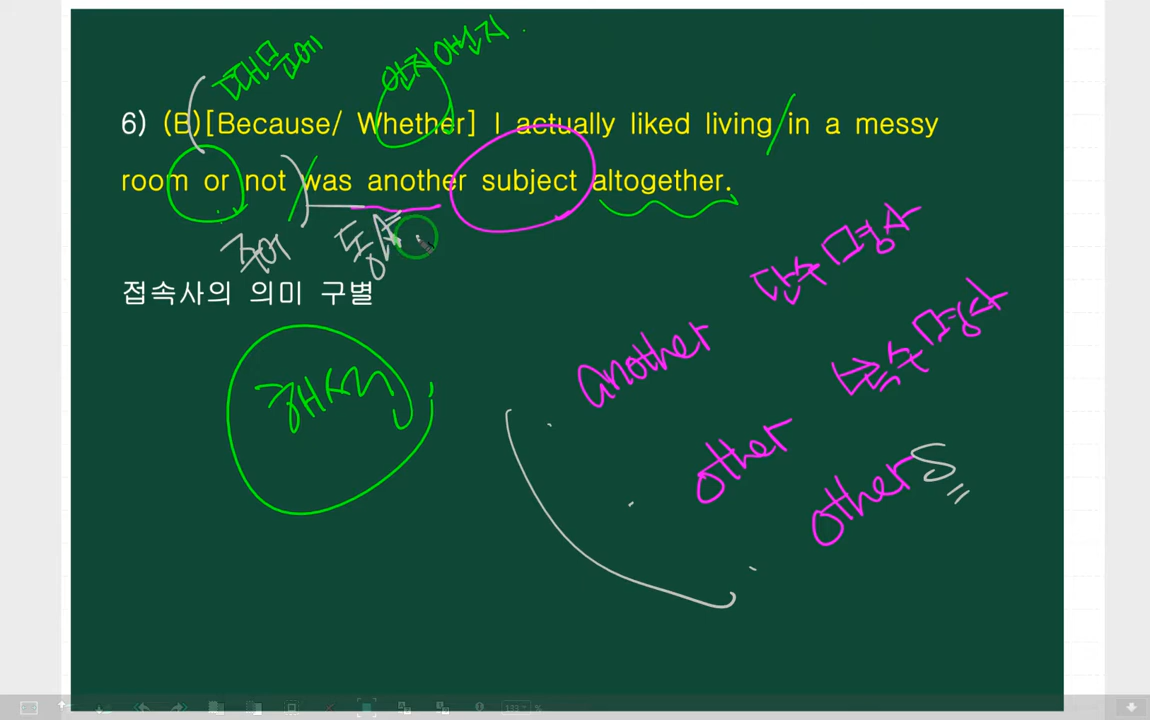 때문에
인지 아닌지
6) (B)[Because/ Whether] I actually liked living in a messy
room or not was another subject altogether.
주어
동사
접속사의 의미 구별
단수 명사
another
복수 명사
other
others
133 %